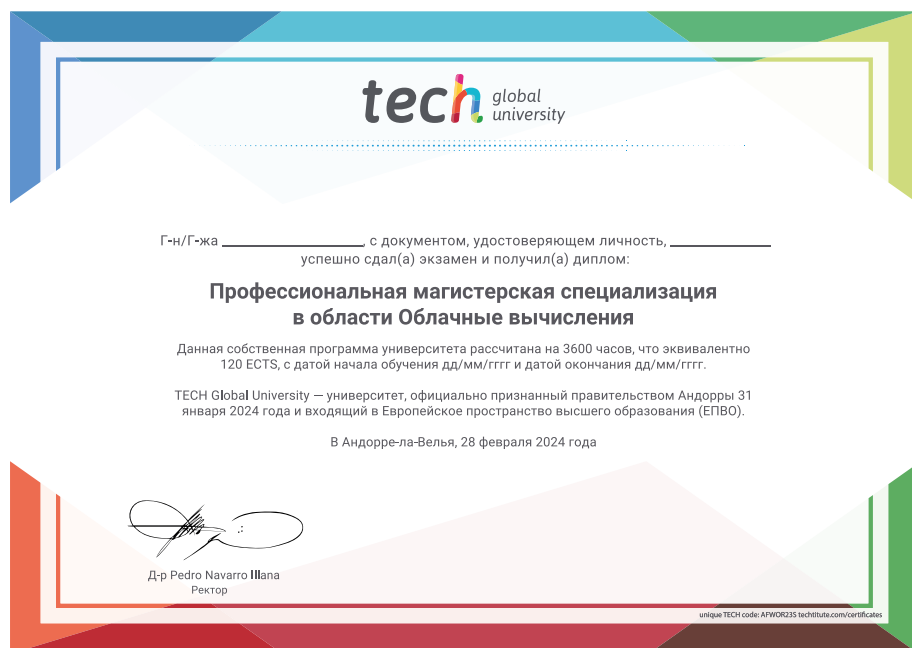 tech global university
Г-н/Г-жа ____________________, с документом, удостоверяющем личность, ______________
успешно сдал(а) экзамен и получил(а) диплом:
Профессиональная магистерская специализация
в области Облачные вычисления
Данная собственная программа университета рассчитана на 3600 часов, что эквивалентно
120 ECTS, с датой начала обучения дд/мм/гггг и датой окончания дд/мм/гггг.
TECH Global University — университет, официально признанный правительством Андорры 31
января 2024 года и входящий в Европейское пространство высшего образования (ЕПВО).
В Андорре-ла-Велья, 28 февраля 2024 года
Д-р Pedro Navarro Illana
Ректор
unique TECH code: AFWOR235 techtitute.com/certificates